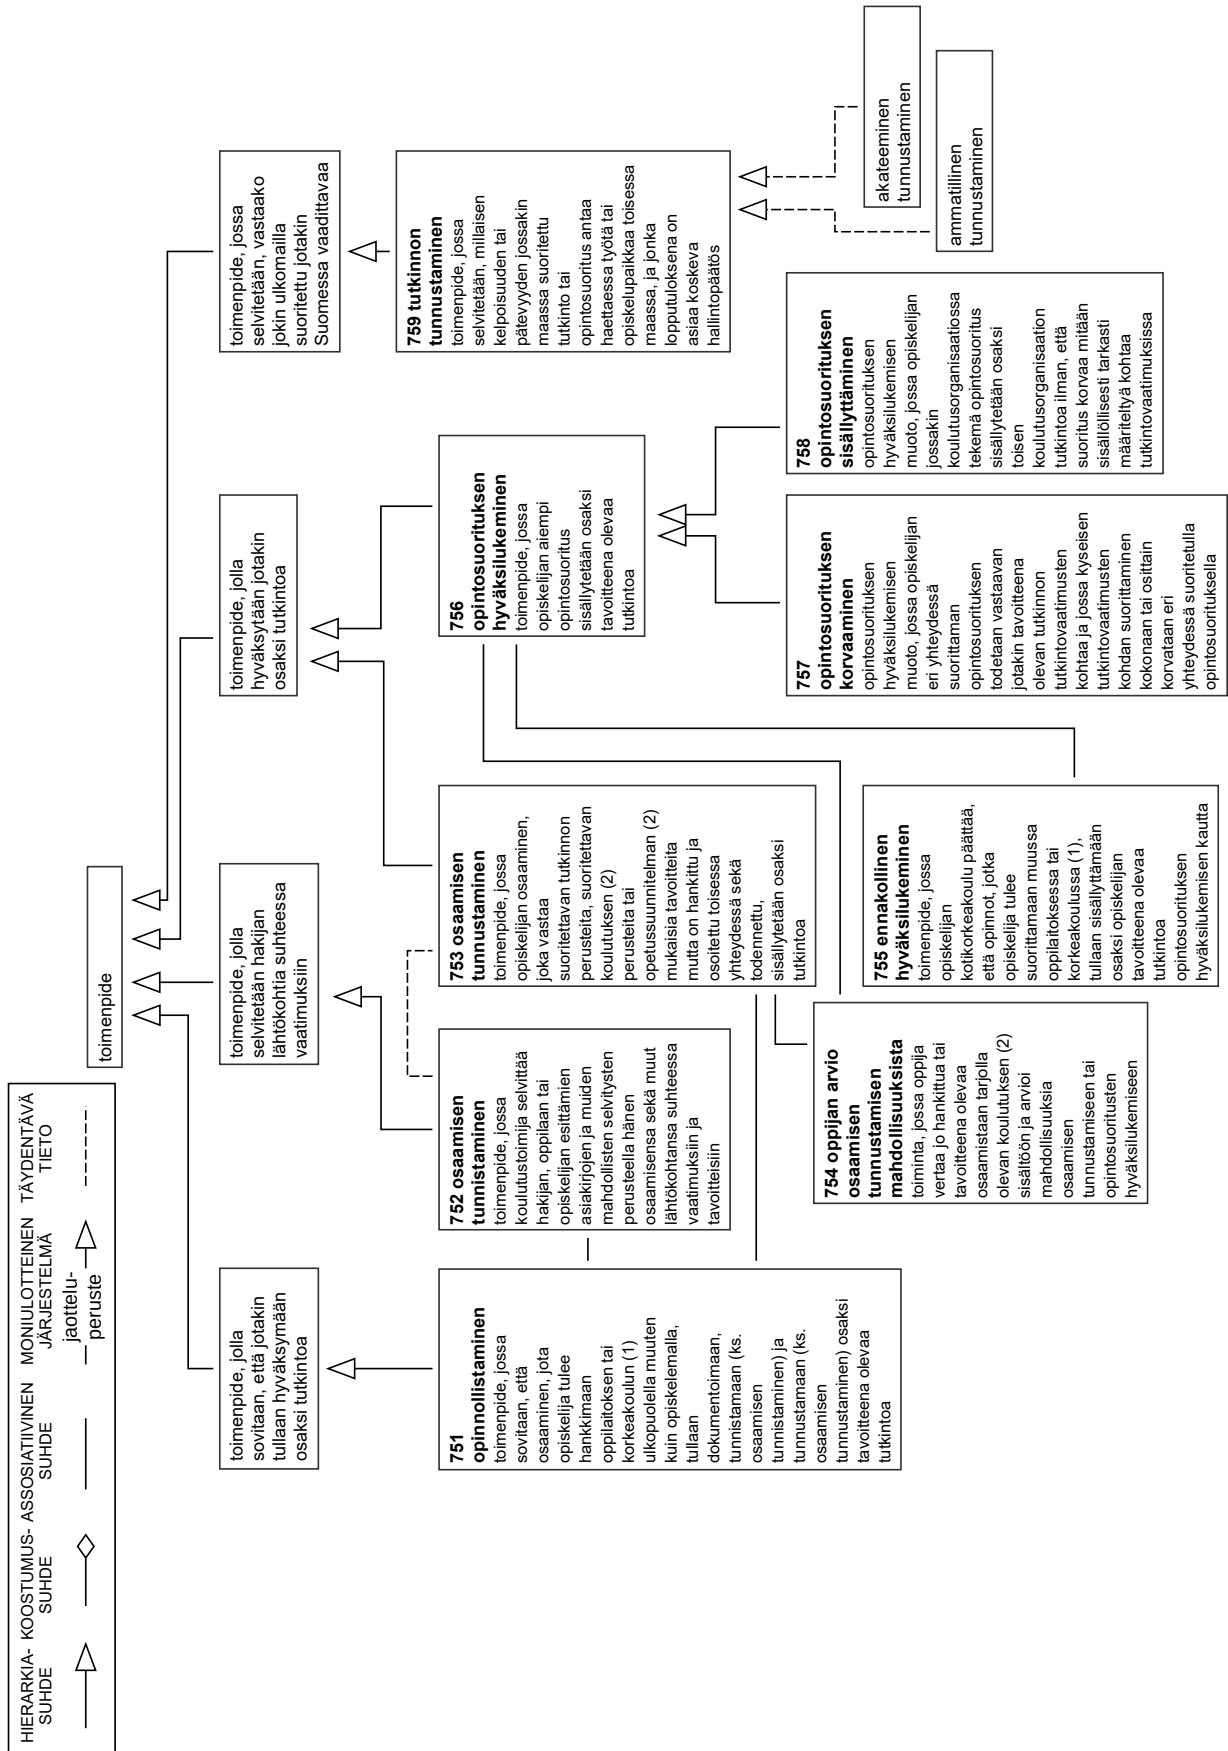 HIERARKIA-
SUHDE
KOOSTUMUS-
SUHDE
ASSOSIATIIVINEN
SUHDE
MONIULOTTEINEN
JÄRJESTELMÄ
jaottelu-
peruste
TÄYDENTÄVÄ
TIETO
toimenpide
toimenpide, jolla
sovitaan, että jotakin
tullaan hyväksymään
osaksi tutkintoa
toimenpide, jolla
selvitetään hakijan
lähtökohtia suhteessa
vaatimuksiin
toimenpide, jolla
hyväksytään jotakin
osaksi tutkintoa
toimenpide, jossa
selvitetään, vastaako
jokin ulkomailla
suoritettu jotakin
Suomessa vaadittavaa
751
opinnollistaminen
toimenpide, jossa
sovitaan, että
osaaminen, jota
opiskelija tulee
hankkimaan
oppilaitoksen tai
korkeakoulun (1)
ulkopuolella muuten
kuin opiskelemalla,
tullaan
dokumentoimaan,
tunnistamaan (ks.
osaamisen
tunnistaminen) ja
tunnustamaan (ks.
osaamisen
tunnustaminen) osaksi
tavoitteena olevaa
tutkintoa
752 osaamisen
tunnistaminen
toimenpide, jossa
koulutustoimija selvittää
hakijan, oppilaan tai
opiskelijan esittämien
asiakirjojen ja muiden
mahdollisten selvitysten
perusteella hänen
osaamisensa sekä muut
lähtökohtansa suhteessa
vaatimuksiin ja
tavoitteisiin
753 osaamisen
tunnustaminen
toimenpide, jossa
opiskelijan osaaminen,
joka vastaa
suoritettavan tutkinnon
perusteita, suoritettavan
koulutuksen (2)
perusteita tai
opetussuunnitelman (2)
mukaisia tavoitteita
mutta on hankittu ja
osoitettu toisessa
yhteydessä sekä
todennettu,
sisällytetään osaksi
tutkintoa
756
opintosuorituksen
hyväksilukeminen
toimenpide, jossa
opiskelijan aiempi
opintosuoritus
sisällytetään osaksi
tavoitteena olevaa
tutkintoa
759 tutkinnon
tunnustaminen
toimenpide, jossa
selvitetään, millaisen
kelpoisuuden tai
pätevyyden jossakin
maassa suoritettu
tutkinto tai
opintosuoritus antaa
haettaessa työtä tai
opiskelupaikkaa toisessa
maassa, ja jonka
lopputuloksena on
asiaa koskeva
hallintopäätös
754 oppijan arvio
osaamisen
tunnustamisen
mahdollisuuksista
toiminta, jossa oppija
vertaa jo hankittua tai
tavoitteena olevaa
osaamistaan tarjolla
olevan koulutuksen (2)
sisältöön ja arvioi
mahdollisuuksia
osaamisen
tunnustamiseen tai
opintosuoritusten
hyväksilukemiseen
755 ennakollinen
hyväksilukeminen
toimenpide, jossa
opiskelijan
kotikorkeakoulu päättää,
että opinnot, jotka
opiskelija tulee
suorittamaan muussa
oppilaitoksessa tai
korkeakoulussa (1),
tullaan sisällyttämään
osaksi opiskelijan
tavoitteena olevaa
tutkintoa
opintosuorituksen
hyväksilukemisen kautta
757
opintosuorituksen
korvaaminen
opintosuorituksen
hyväksilukemisen
muoto, jossa opiskelijan
eri yhteydessä
suorittaman
opintosuorituksen
todetaan vastaavan
jotakin tavoitteena
olevan tutkinnon
tutkintovaatimusten
kohtaa ja jossa kyseisen
tutkintovaatimusten
kohdan suorittaminen
kokonaan tai osittain
korvataan eri
yhteydessä suoritetulla
opintosuorituksella
758
opintosuorituksen
sisällyttäminen
opintosuorituksen
hyväksilukemisen
muoto, jossa opiskelijan
jossakin
koulutusorganisaatiossa
tekemä opintosuoritus
sisällytetään osaksi
toisen
koulutusorganisaation
tutkintoa ilman, että
suoritus korvaa mitään
sisällöllisesti tarkasti
määriteltyä kohtaa
tutkintovaatimuksissa
akateeminen
tunnustaminen
ammatillinen
tunnustaminen